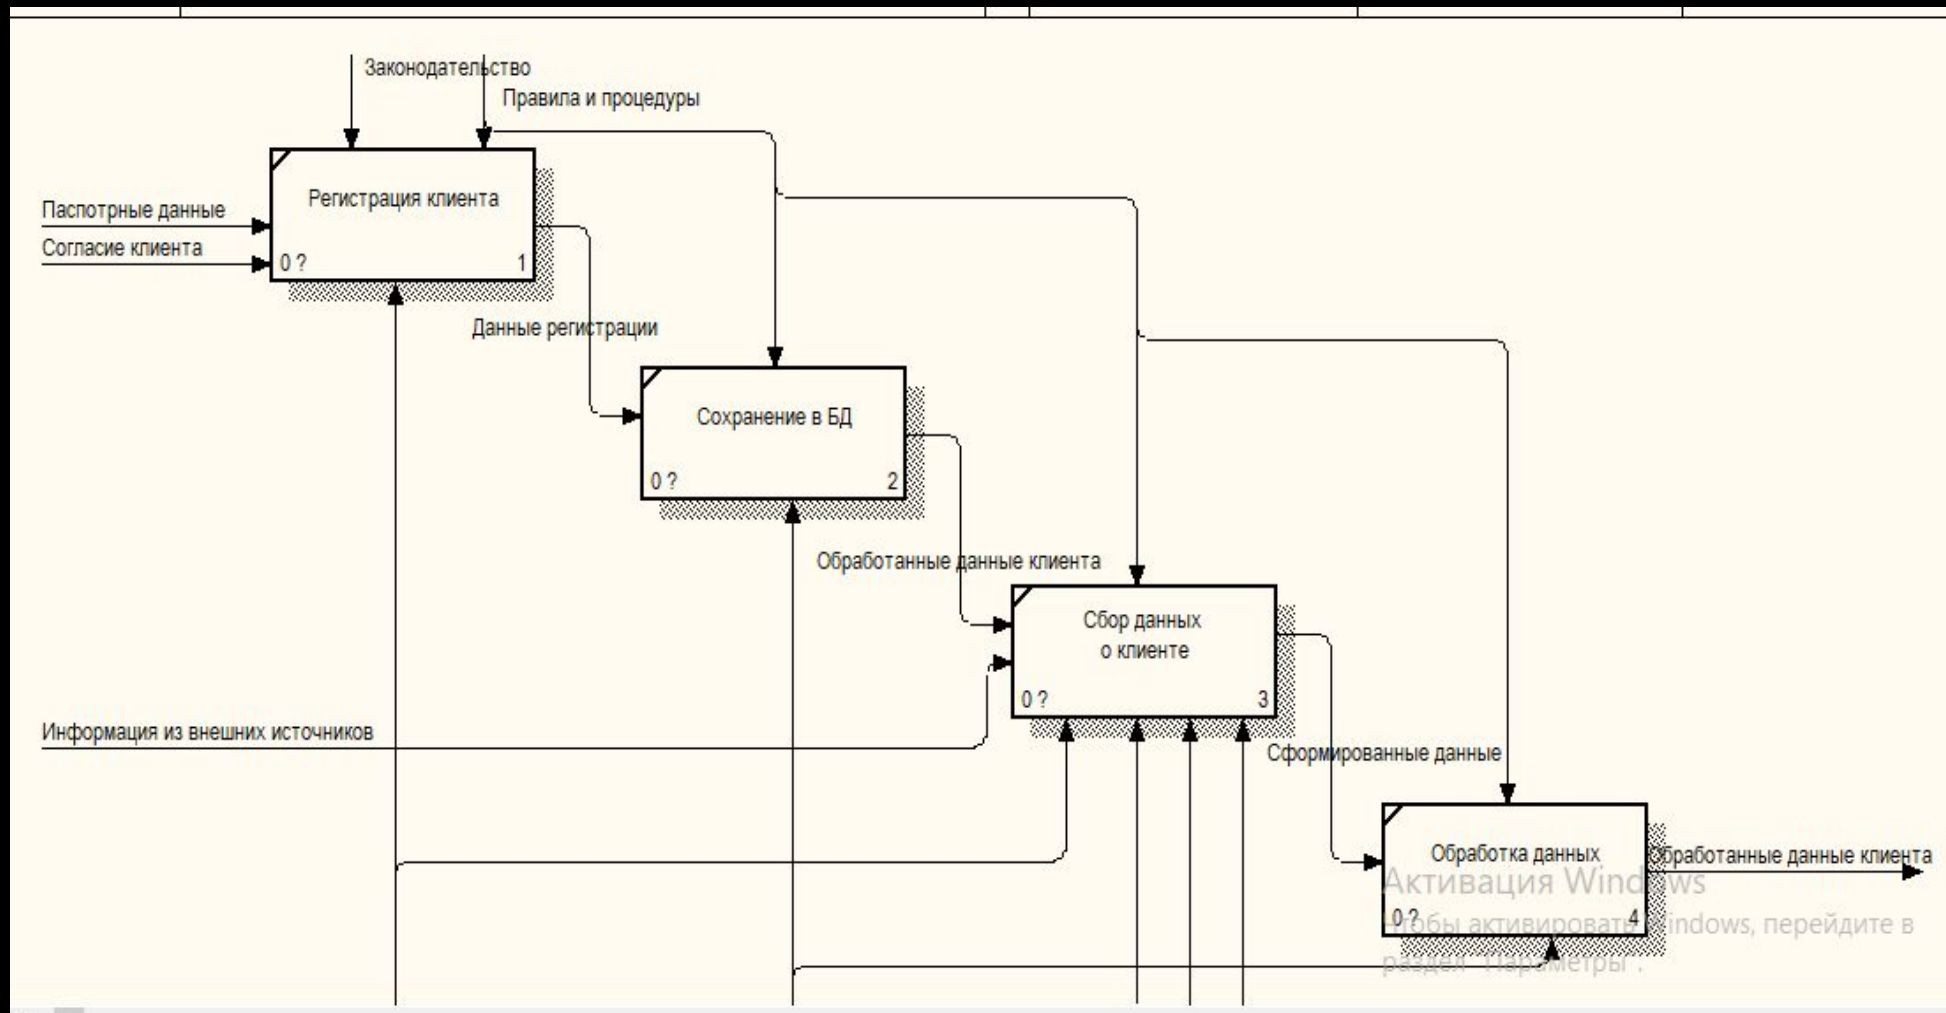 Законодательство
Правила и процедуры
Регистрация клиента
Паспотрные данные
Согласие клиента
0 ?
1
Данные регистрации
Сохранение в БД
0 ?
2
Обработанные данные клиента
Сбор данных
о клиенте
0 ?
3
Информация из внешних источников
Сформированные данные
Обработка данных
0 ?
4
Обработанные данные клиента
Активация Windows
Чтобы активировать Windows, перейдите в
раздел "Параметры".